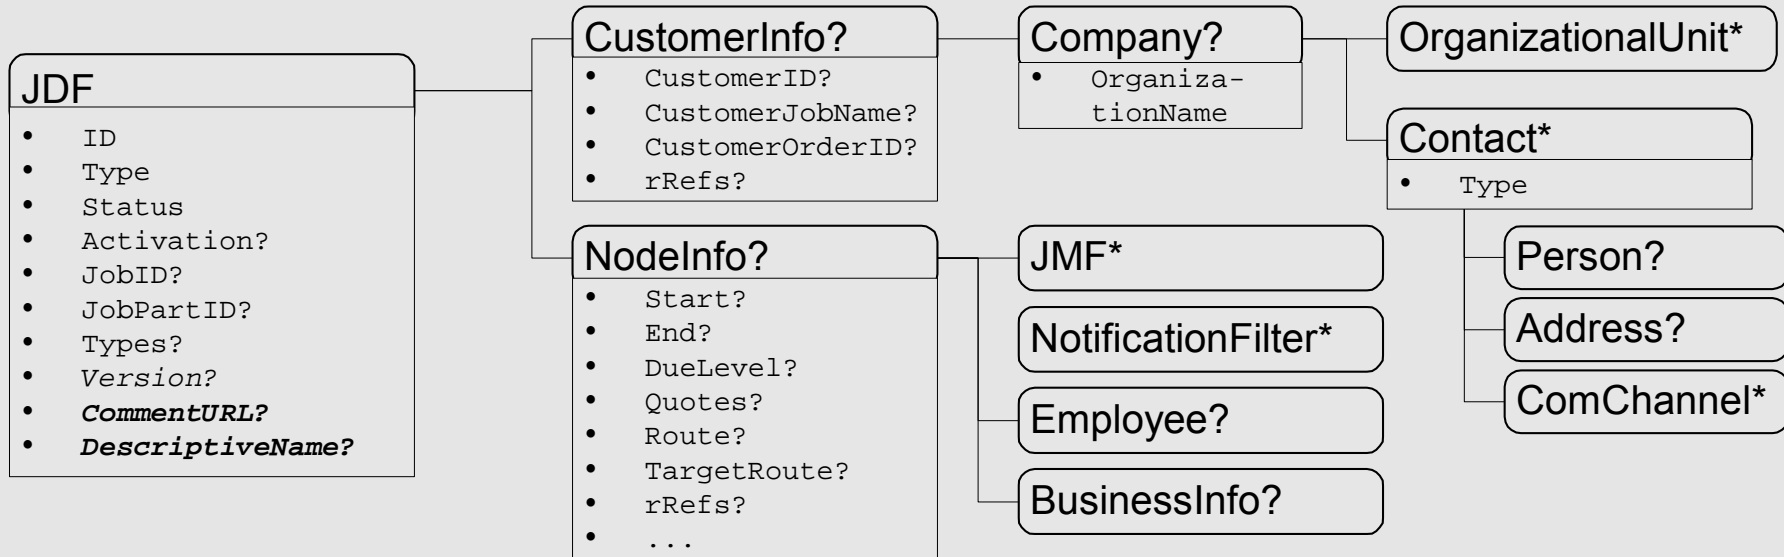 JDF
• ID
• Type
• Status
• Activation?
• JobID?
• JobPartID?
• Types?
• Version?
• CommentURL?
• DescriptiveName?
CustomerInfo?
• CustomerID?
• CustomerJobName?
• CustomerOrderID?
• rRefs?
NodeInfo?
• Start?
• End?
• DueLevel?
• Quotes?
• Route?
• TargetRoute?
• rRefs?
• ...
Company?
• Organiza-
tionName
JMF*
NotificationFilter*
Employee?
BusinessInfo?
OrganizationalUnit*
Contact*
• Type
Person?
Address?
ComChannel*